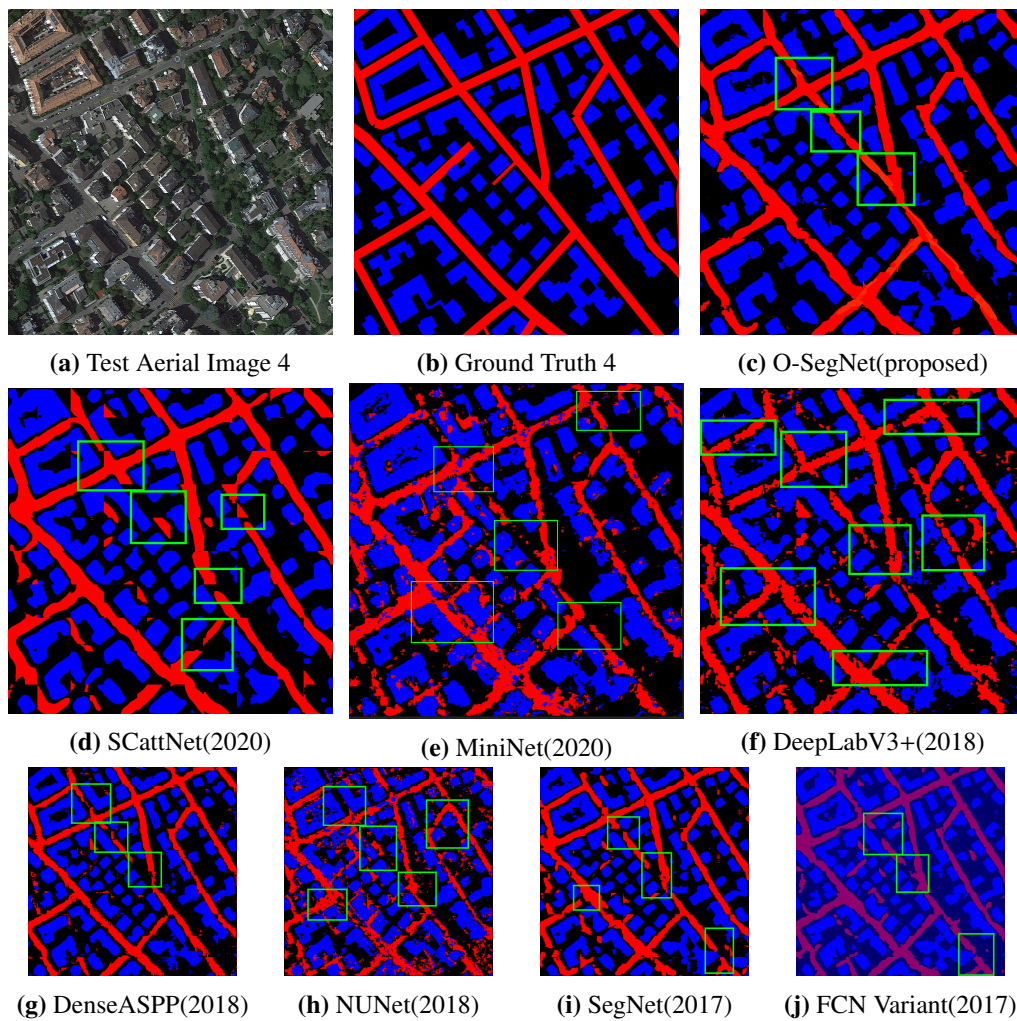 (a) Test Aerial Image 4
(b) Ground Truth 4
(c) O-SegNet(proposed)
(d) SCattNet(2020)
(e) MiniNet(2020)
(f) DeepLabV3+(2018)
(g) DenseASPP(2018)
(h) NUNet(2018)
(i) SegNet(2017)
(j) FCN Variant(2017)